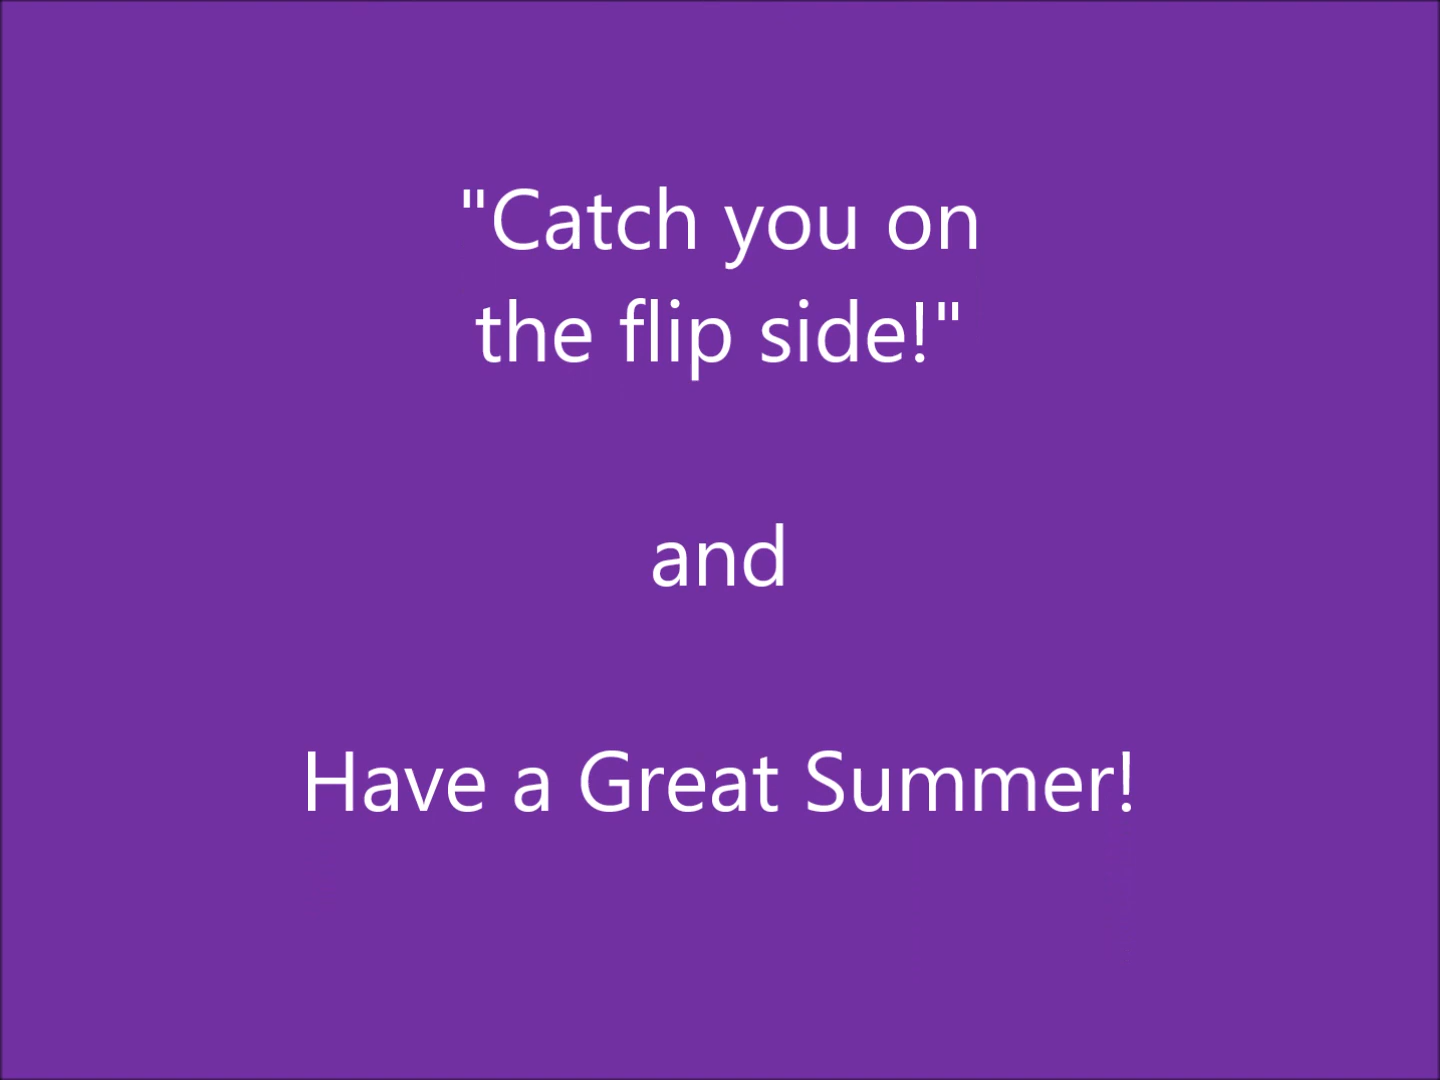 "Catch you on
the flip side!"
and
Have a Great Summer!